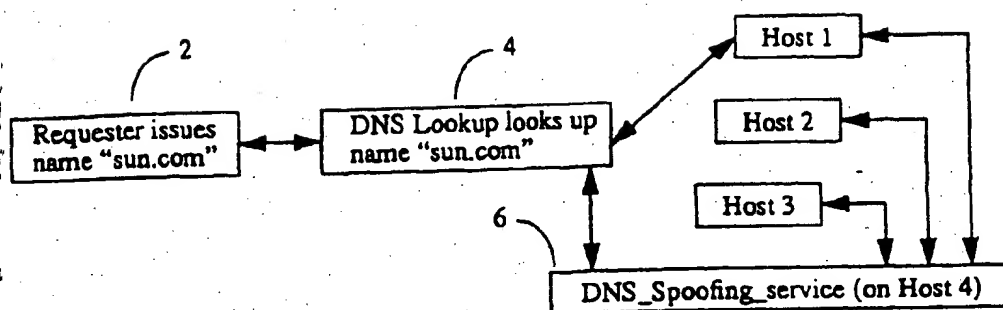 2
4
Host 1
Requester issues
name “sun.com”
DNS Lookup looks up
name “sun.com”
Host 2
Host 3
6
DNS_Spoofing_service (on Host 4)